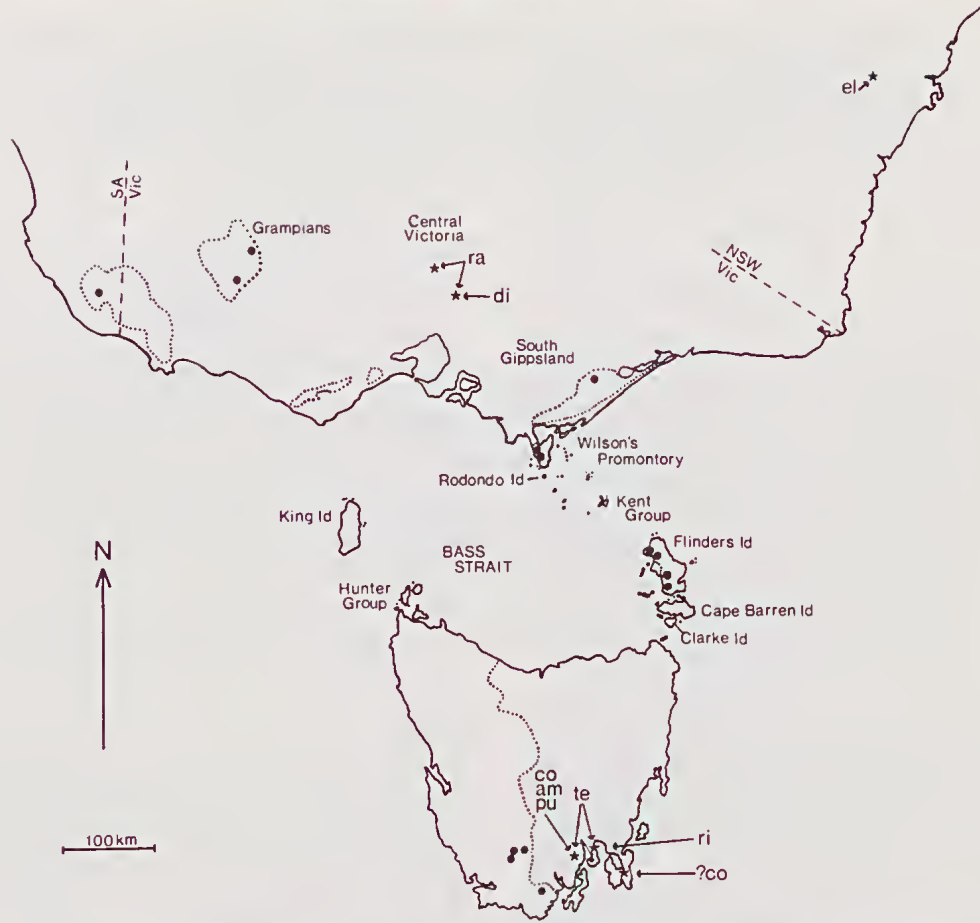 el
SA
Vic
Grampians
Central
Victoria
ra
di
NSW
Vic
South
Gippsland
Wilson's
Promontory
Rodondo Id
Kent
Group
King Id
Flinders Id
N
BASS
STRAIT
Hunter
Group
Cape Barren Id
Clarke Id
co
am
pu
te
100km
ri
?co